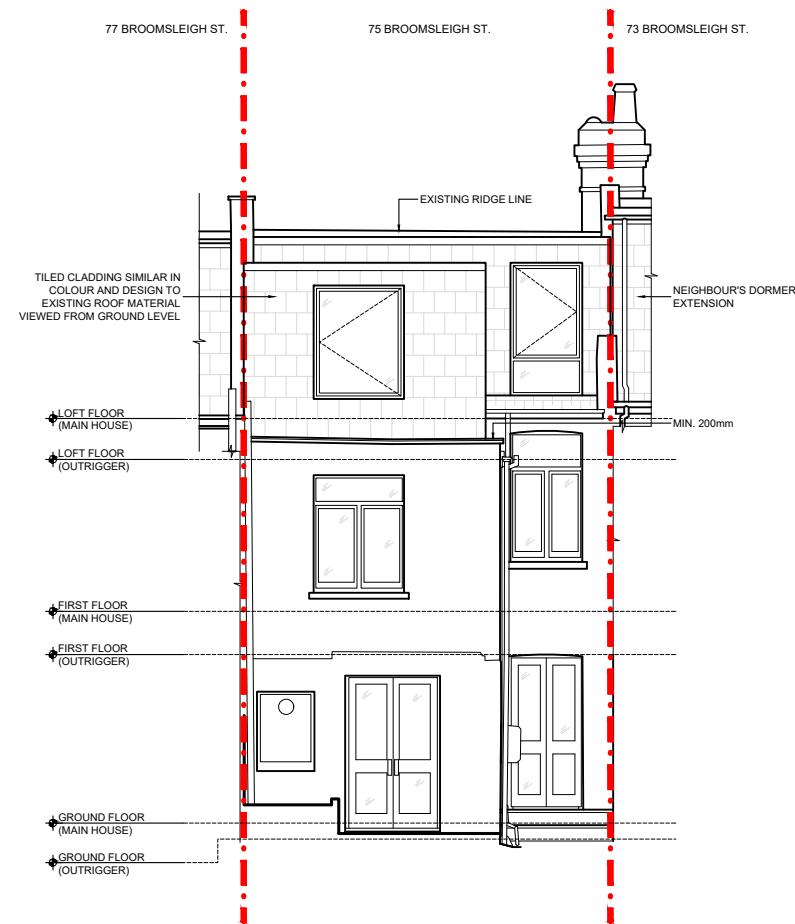 77 BROOMSLEIGH ST.
75 BROOMSLEIGH ST.
73 BROOMSLEIGH ST.
EXISTING RIDGE LINE
TILED CLADDING SIMILAR IN
COLOUR AND DESIGN TO
EXISTING ROOF MATERIAL
VIEWED FROM GROUND LEVEL
NEIGHBOUR'S DORMER
EXTENSION
LOFT FLOOR
(MAIN HOUSE)
MIN. 200mm
LOFT FLOOR
(OUTRIGGER)
FIRST FLOOR
(MAIN HOUSE)
FIRST FLOOR
(OUTRIGGER)
GROUND FLOOR
(MAIN HOUSE)
GROUND FLOOR
(OUTRIGGER)